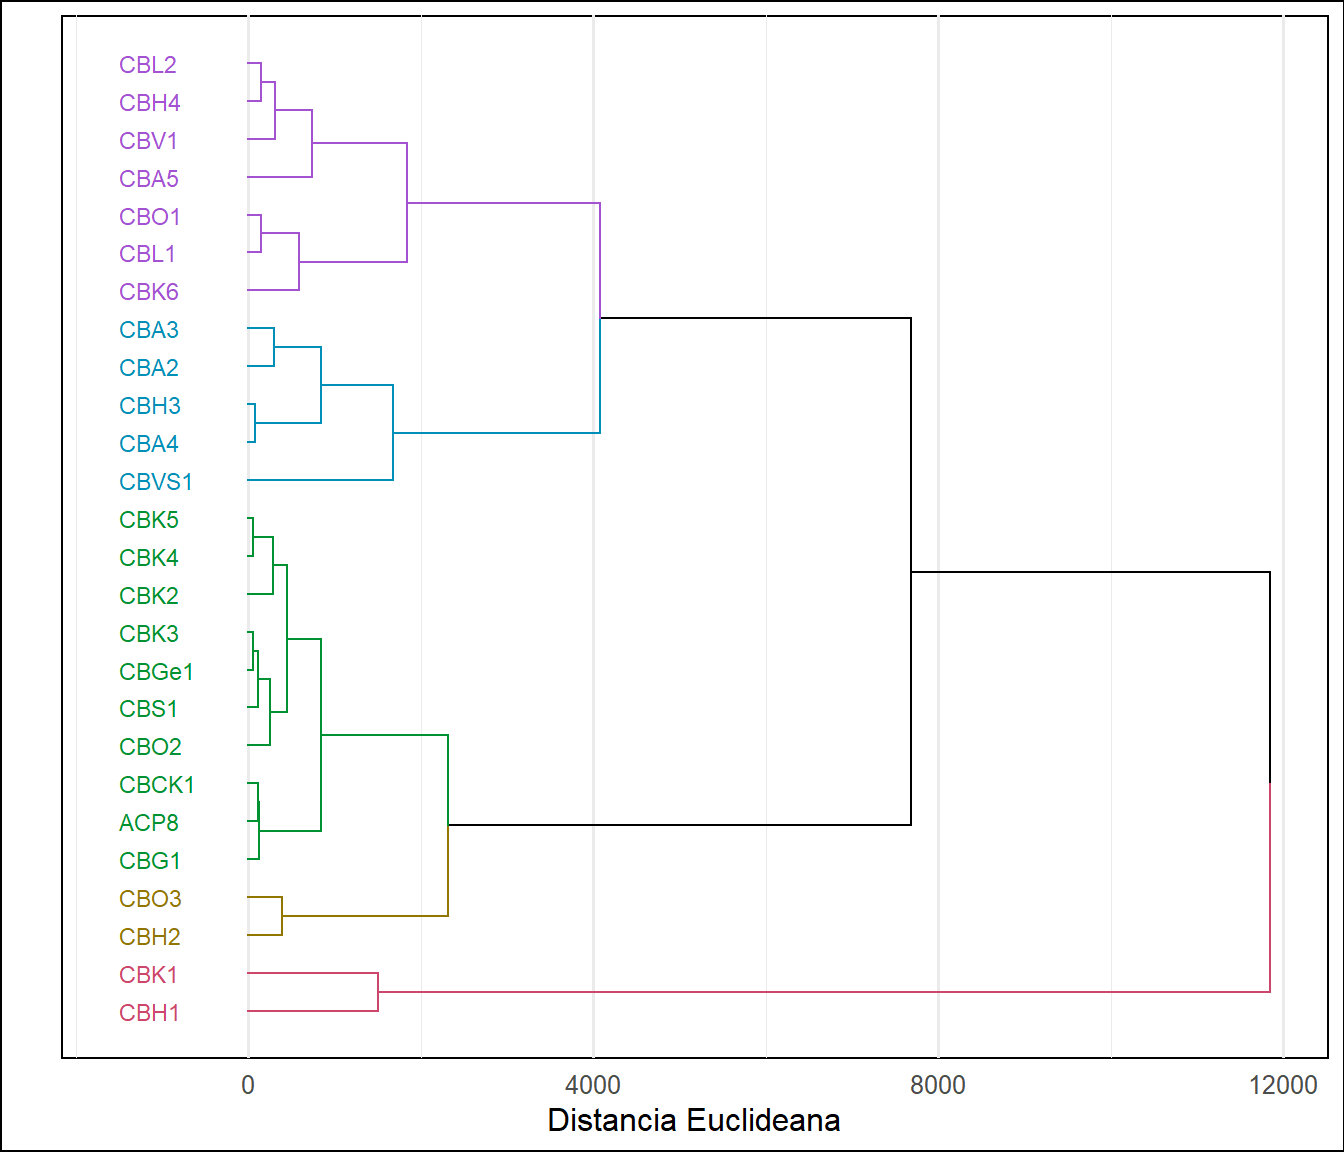 CBL2
CBH4
CBV1
CBA5
CBO1
CBL1
CBK6
CBA3
CBA2
CBH3
CBA4
CBVS1
CBK5
CBK4
CBK2
CBK3
CBGe1
CBS1
CBO2
CBCK1
ACP8
CBG1
CBO3
CBH2
CBK1
CBH1
0 4000 8000 12000
Distancia Euclideana